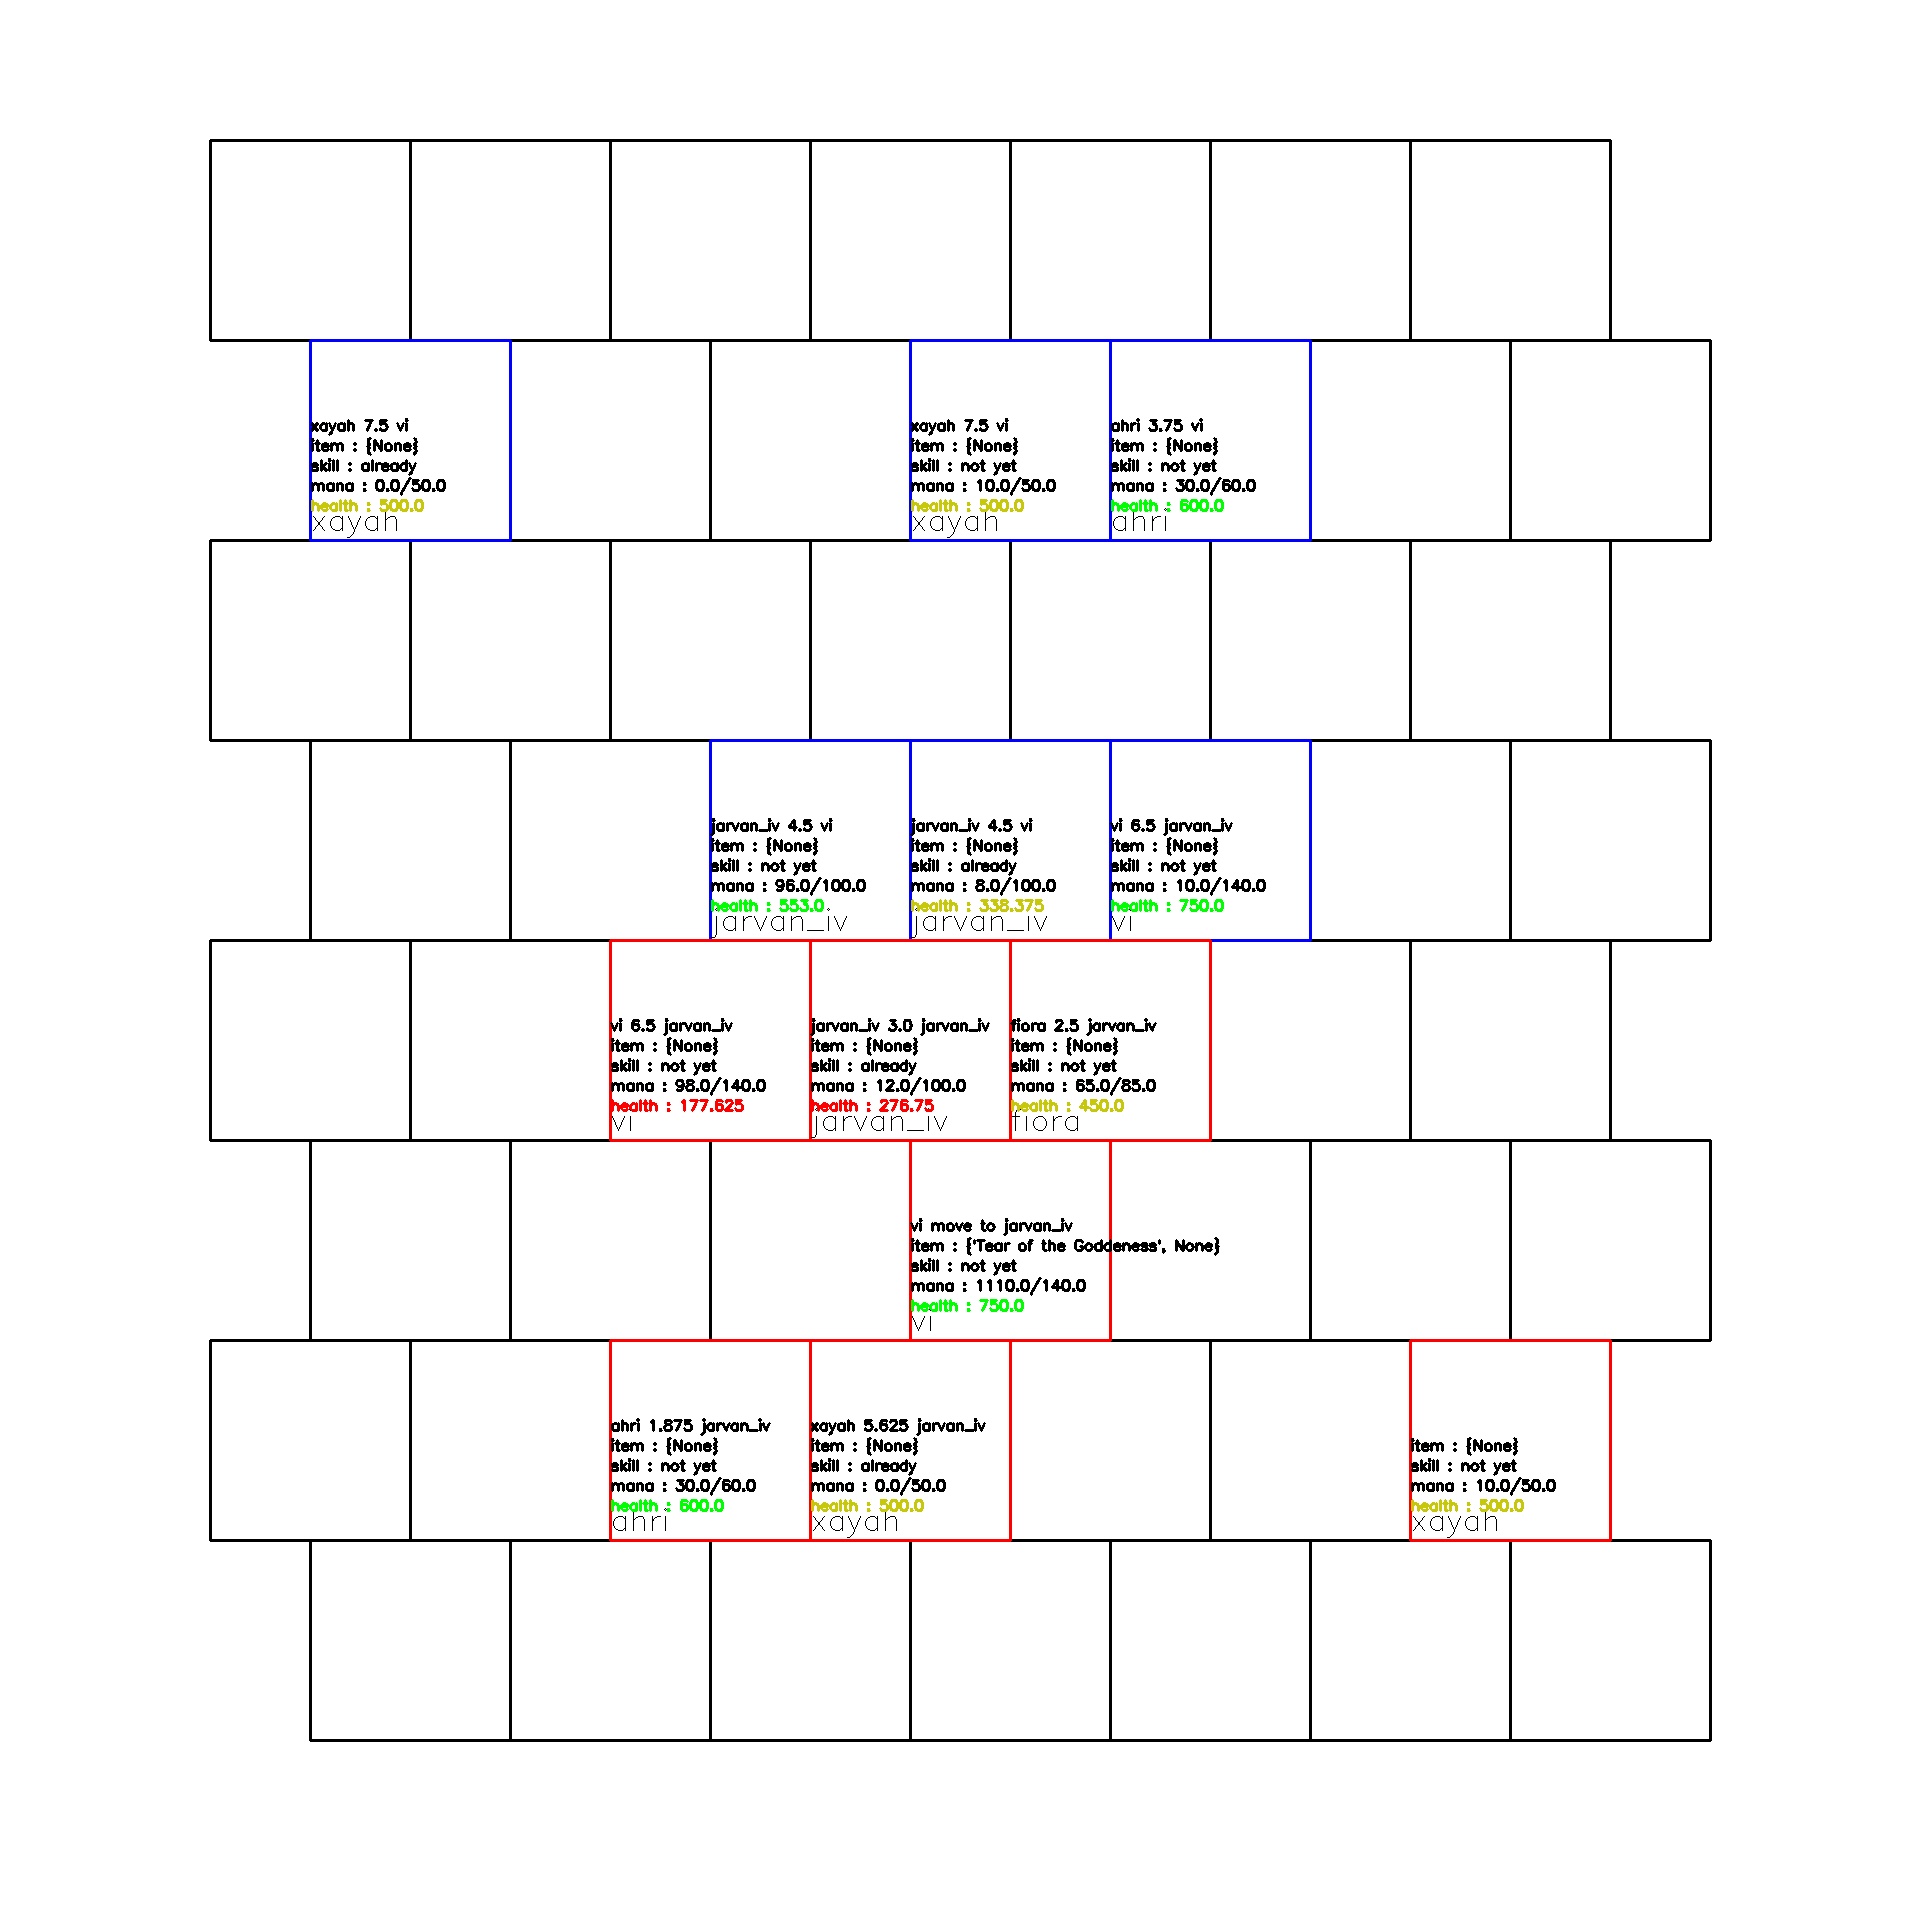 xayah 7.5 vi
item : {None}
skill : already
mana : 0.0/50.0
health : 500.0
xayah
xayah 7.5 vi
item : {None}
skill : not yet
mana : 10.0/50.0
health : 500.0
xayah
ahri 3.75 vi
item : {None}
skill : not yet
mana : 30.0/60.0
health : 600.0
ahri
jarvan_iv 4.5 vi
item : {None}
skill : not yet
mana : 96.0/100.0
health : 553.0
jarvan_iv
jarvan_iv 4.5 vi
item : {None}
skill : already
mana : 8.0/100.0
health : 338.375
jarvan_iv
vi 6.5 jarvan_iv
item : {None}
skill : not yet
mana : 10.0/140.0
health : 750.0
vi
vi 6.5 jarvan_iv
item : {None}
skill : not yet
mana : 98.0/140.0
health : 177.625
vi
jarvan_iv 3.0 jarvan_iv
item : {None}
skill : already
mana : 12.0/100.0
health : 276.75
jarvan_iv
fiora 2.5 jarvan_iv
item : {None}
skill : not yet
mana : 65.0/85.0
health : 450.0
fiora
vi move to jarvan_iv
item : {'Tear of the Goddeness', None}
skill : not yet
mana : 1110.0/140.0
health : 750.0
vi
ahri 1.875 jarvan_iv
item : {None}
skill : not yet
mana : 30.0/60.0
health : 600.0
ahri
xayah 5.625 jarvan_iv
item : {None}
skill : already
mana : 0.0/50.0
health : 500.0
xayah
item : {None}
skill : not yet
mana : 10.0/50.0
health : 500.0
xayah